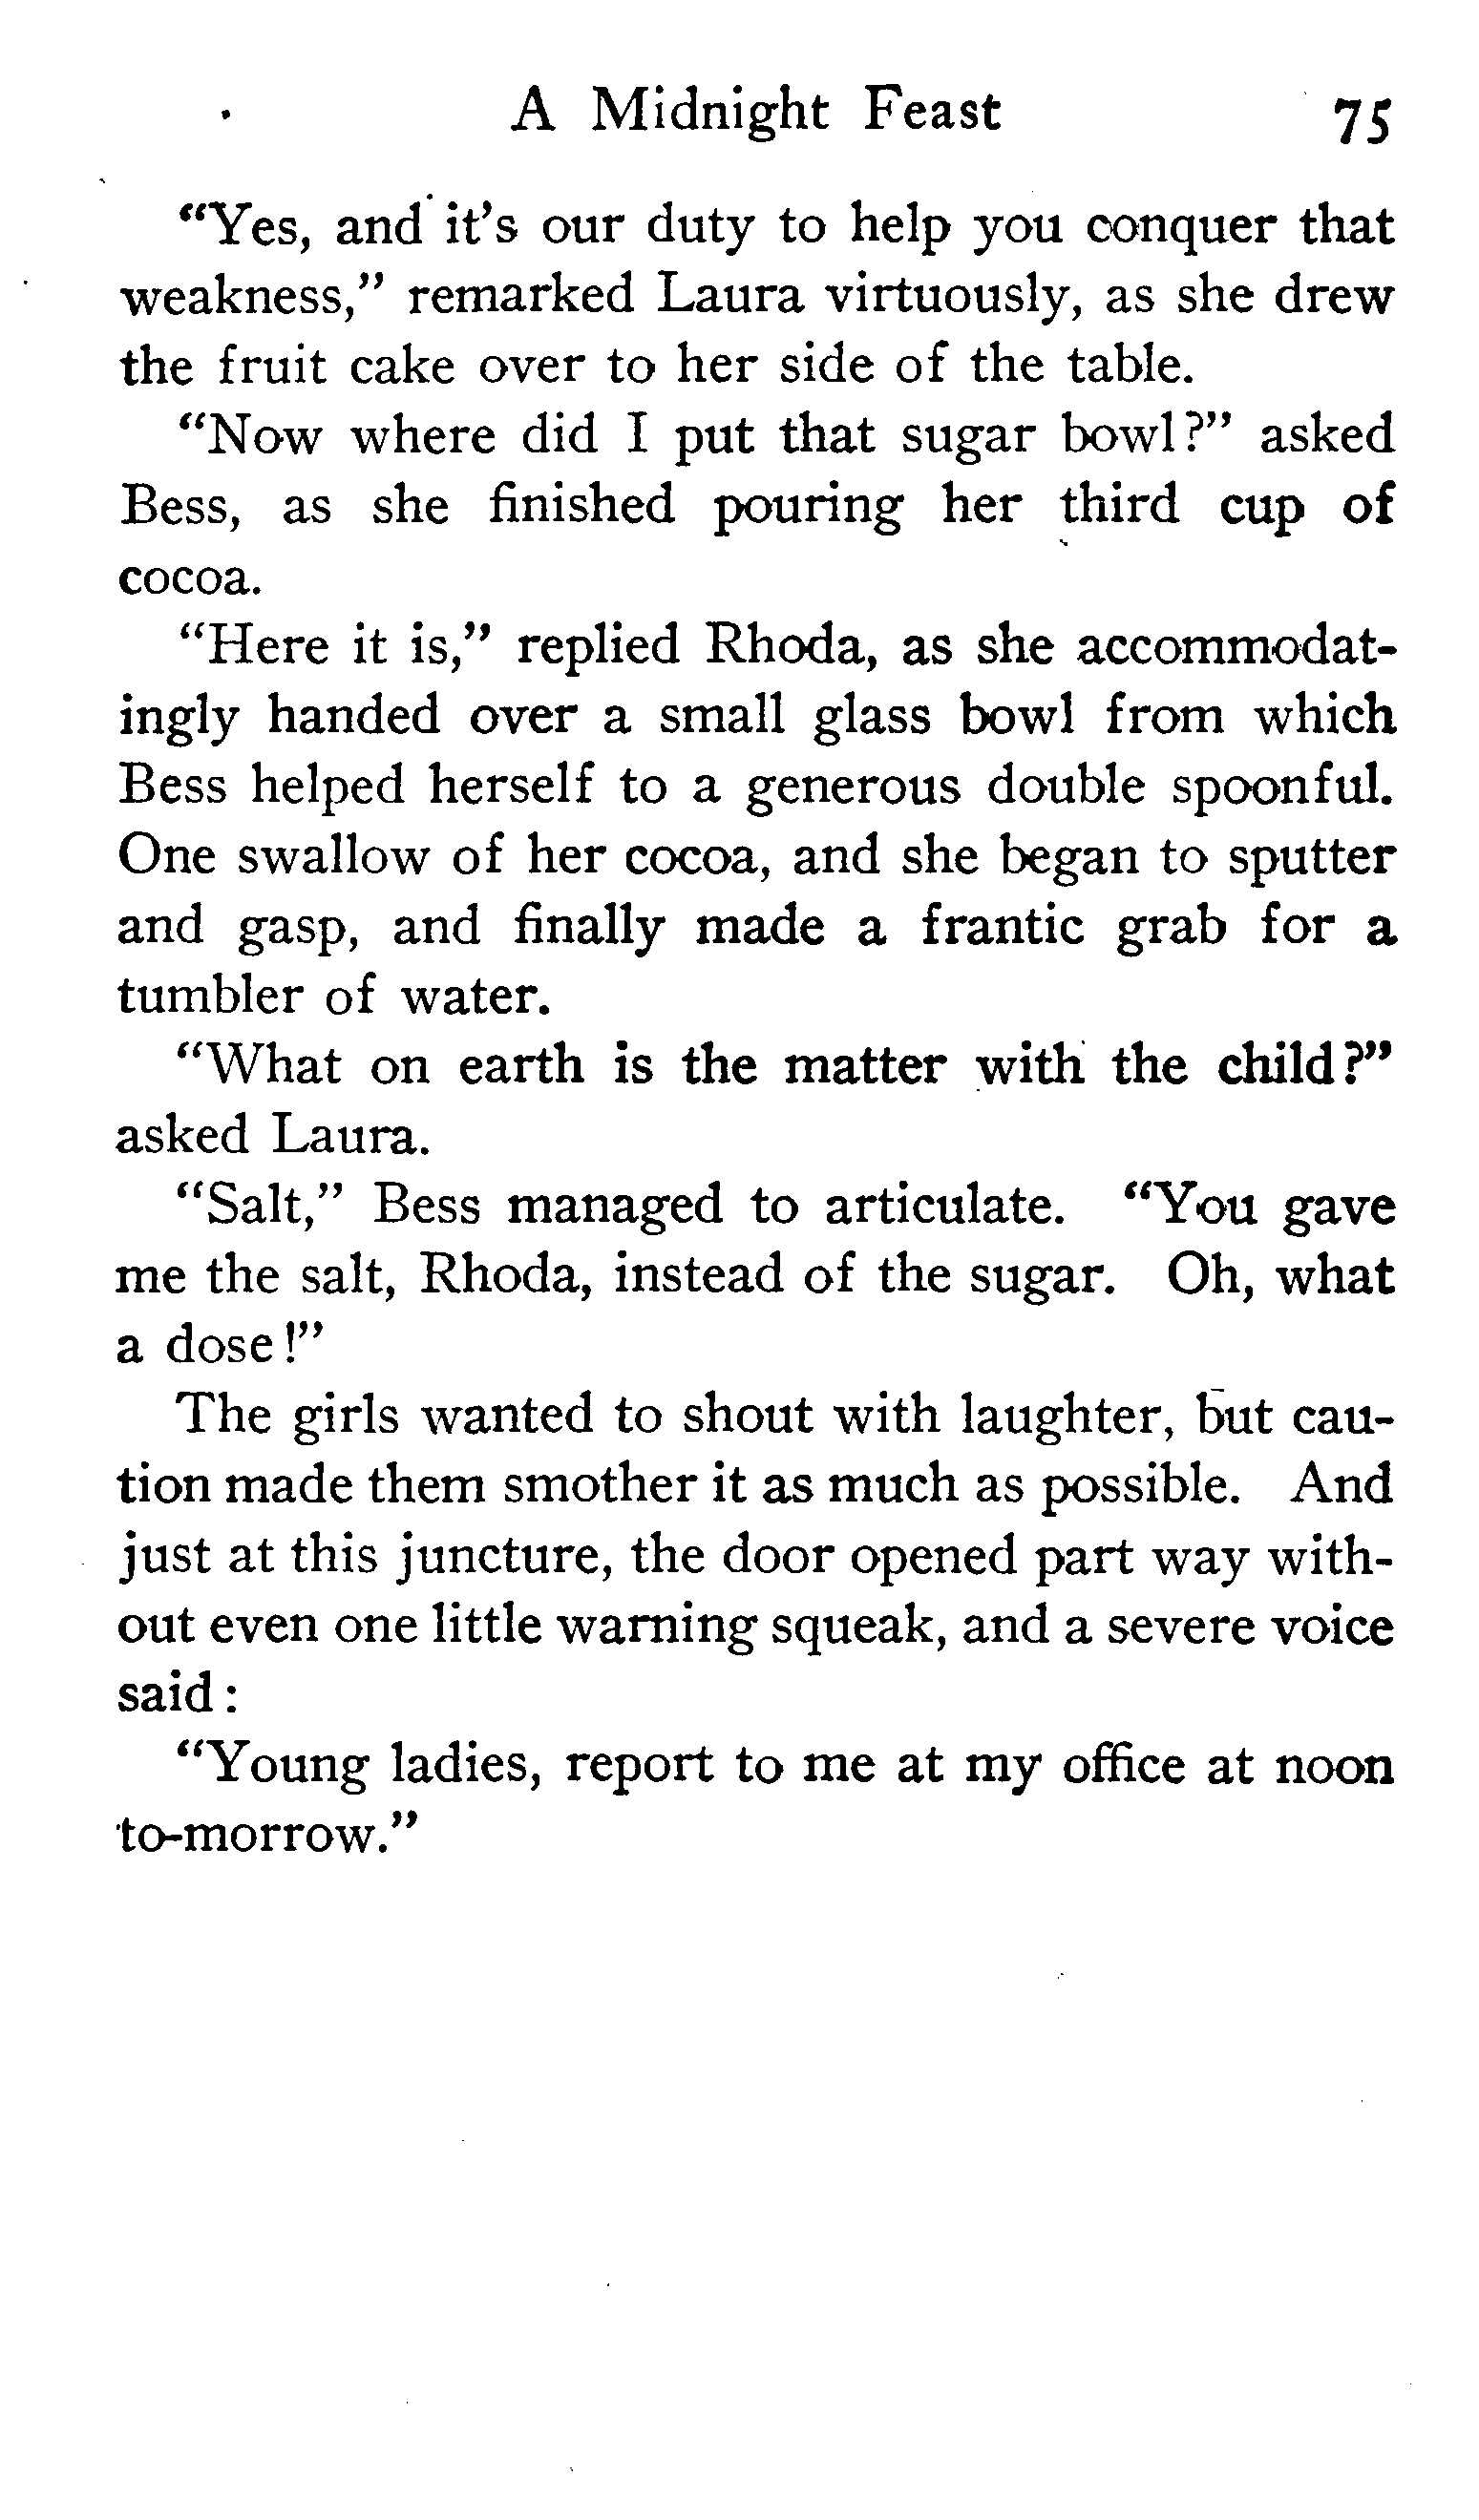 A Midnight Feast 75
"Yes, and it's our duty to help you conquer that
weakness," remarked Laura virtuously, as she drew
the fruit cake over to her side of the table.
"Now where did I put that sugar bowl?" asked
Bess, as she finished pouring her third cup of
cocoa.
"Here it is," replied Rhoda, as she accommodat-
ingly handed over a small glass bowl from which
Bess helped herself to a generous double spoonful.
One swallow of her cocoa, and she began to sputter
and gasp, and finally made a frantic grab for a
tumbler of water.
"What on earth is the matter with the child?"
asked Laura.
"Salt," Bess managed to articulate. "You gave
me the salt, Rhoda, instead of the sugar. Oh, what
a dose!"
The girls wanted to shout with laughter, but cau-
tion made them smother it as much as possible. And
just at this juncture, the door opened part way with-
out even one little warning squeak, and a severe voice
said:
"Young ladies, report to me at my office at noon
to-morrow."